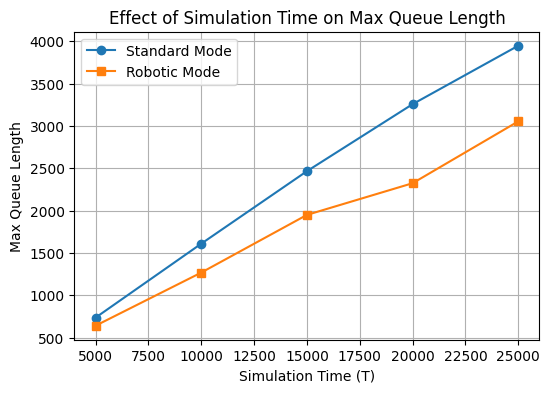 Effect of Simulation Time on Max Queue Length
Standard Mode
Robotic Mode
Max Queue Length
4000
3500
3000
2500
2000
1500
1000
500
5000 7500 10000 12500 15000 17500 20000 22500 25000
Simulation Time (T)